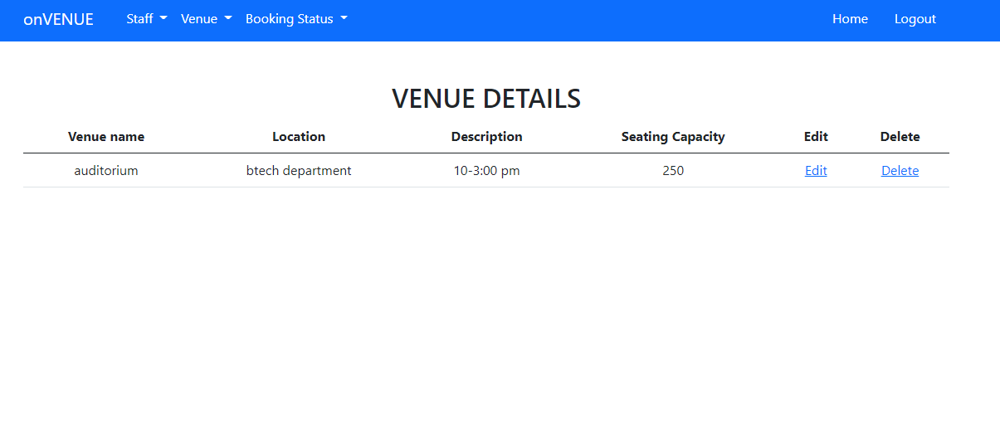 onVENUE Staff Venue Booking Status Home Logout
VENUE DETAILS
Venue name Location Description Seating Capacity Edit Delete
auditorium btech department 10-3:00 pm 250 Edit Delete